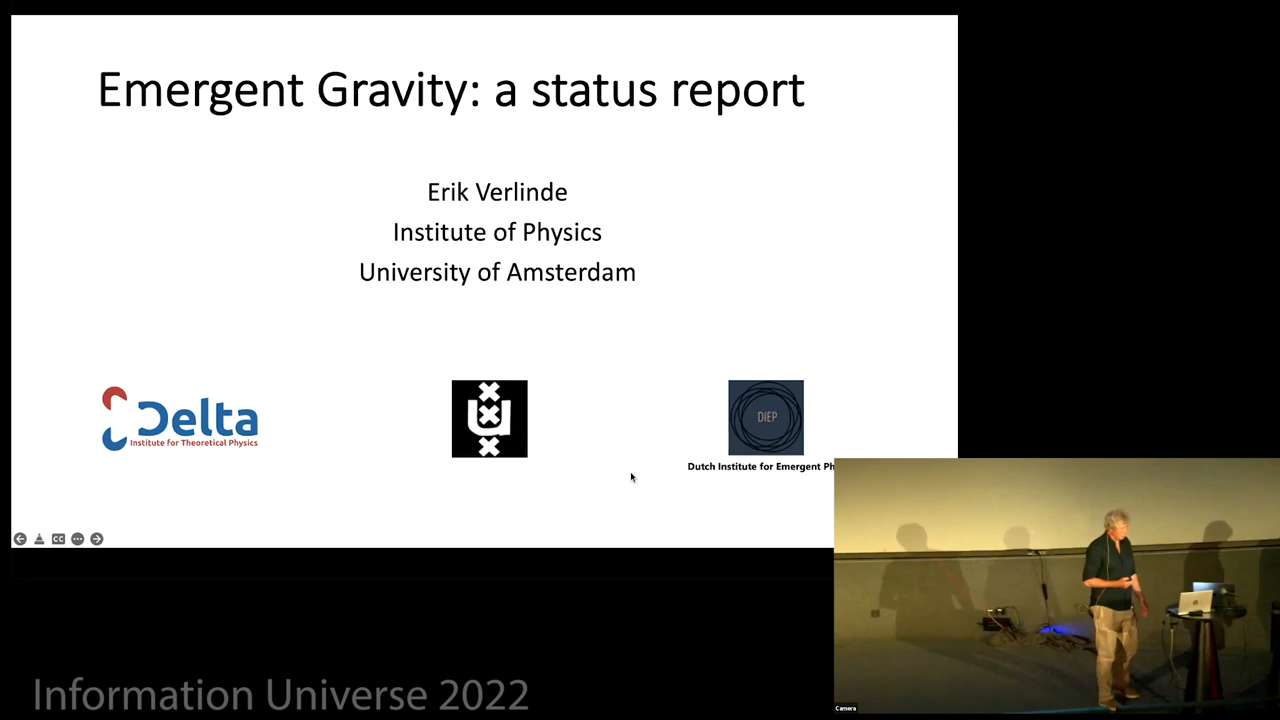 Emergent Gravity: a status report
Erik Verlinde
Institute of Physics
University of Amsterdam
Delta
Institute for Theoretical Physics
DIEP
Dutch Institute for Emergent Ph
CC
Information Universe 2022
Camera